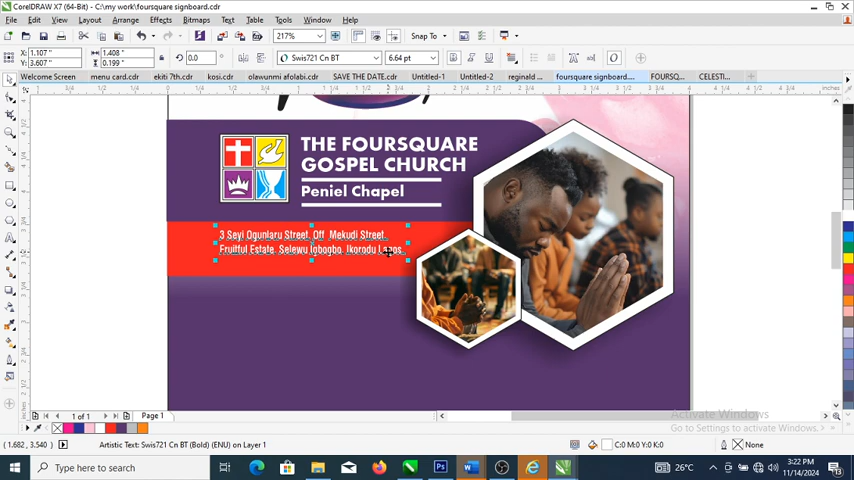 CorelDRAW X7 (64-Bit) - C:\my work\foursquare signboard.cdr
File Edit View Layout Arrange Effects Bitmaps Text Table Tools Window Help
217% Snap To
X: 1.107 " Y: 3.607 " 1.408 " 0.199 " 0.0 Swis721 Cn BT 6.64 pt
Welcome Screen menu card.cdr ekiti 7th.cdr kosi.cdr olawunmi afolabi.cdr SAVE THE DATE.cdr Untitled-1 Untitled-2 reginald ... foursquare signboard... FOURSQ... CELESTI...
inches
THE FOURSQUARE
GOSPEL CHURCH
Peniel Chapel
3 Seyi Ogunlaru Street, Off Mekudi Street,
Fruitful Estate, Selewu Igbogbo, Ikorodu Lagos.
1 of 1 Page 1
Activate Windows
Go to Settings to activate Windows.
(1.682, 3.540) Artistic Text: Swis721 Cn BT (Bold) (ENU) on Layer 1 C:0 M:0 Y:0 K:0 None
Type here to search 26°C 3:22 PM
11/14/2024